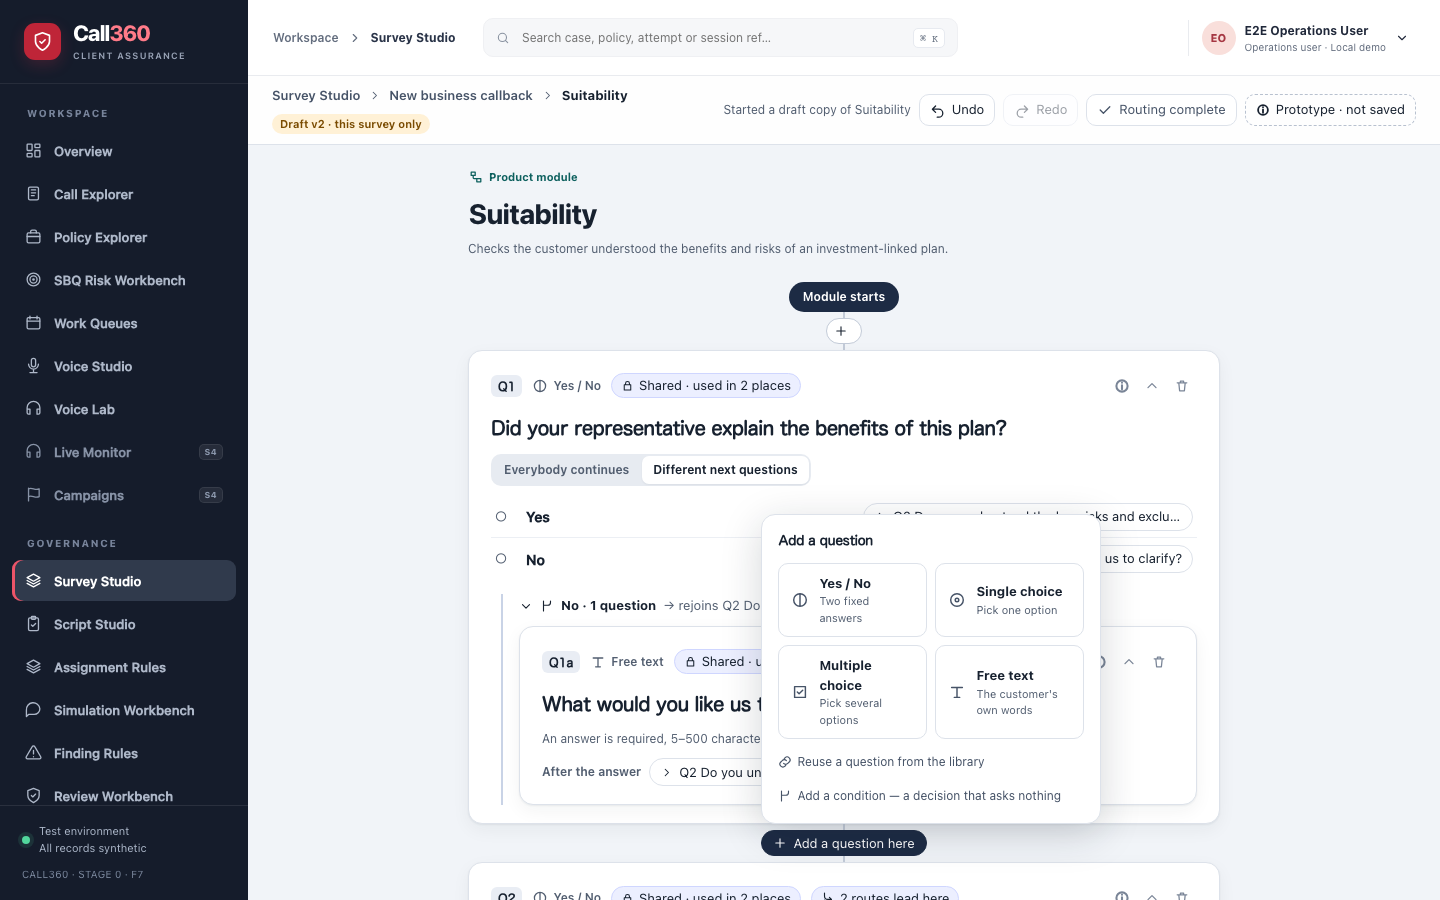 Call360
CLIENT ASSURANCE
WORKSPACE
Overview
Call Explorer
Policy Explorer
SBQ Risk Workbench
Work Queues
Voice Studio
Voice Lab
Live Monitor S4
Campaigns S4
GOVERNANCE
Survey Studio
Script Studio
Assignment Rules
Simulation Workbench
Finding Rules
Review Workbench
Test environment
All records synthetic
CALL360 · STAGE 0 · F7
Workspace > Survey Studio
Search case, policy, attempt or session ref...
⌘ K
EO
E2E Operations User
Operations user · Local demo
Survey Studio > New business callback > Suitability
Draft v2 · this survey only
Started a draft copy of Suitability
Undo
Redo
Routing complete
Prototype · not saved
Product module
Suitability
Checks the customer understood the benefits and risks of an investment-linked plan.
Module starts
+
Q1 Yes / No Shared · used in 2 places
Did your representative explain the benefits of this plan?
Everybody continues Different next questions
Yes
No us to clarify?
No · 1 question → rejoins Q2 Do
Q1a Free text Shared · u
What would you like us t
An answer is required, 5–500 characte
After the answer > Q2 Do you un
Add a question
Yes / No
Two fixed
answers
Single choice
Pick one option
Multiple
choice
Pick several
options
Free text
The customer's
own words
Reuse a question from the library
Add a condition — a decision that asks nothing
+ Add a question here
Q2 Yes / No Shared · used in 2 places 2 routes lead here